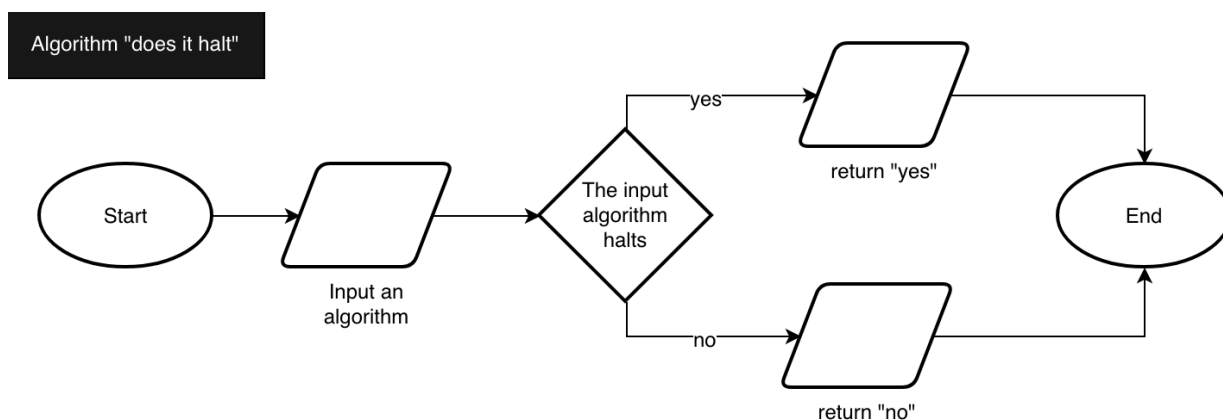 Algorithm "does it halt"
Start
Input an
algorithm
The input
algorithm
halts
yes
return "yes"
no
return "no"
End